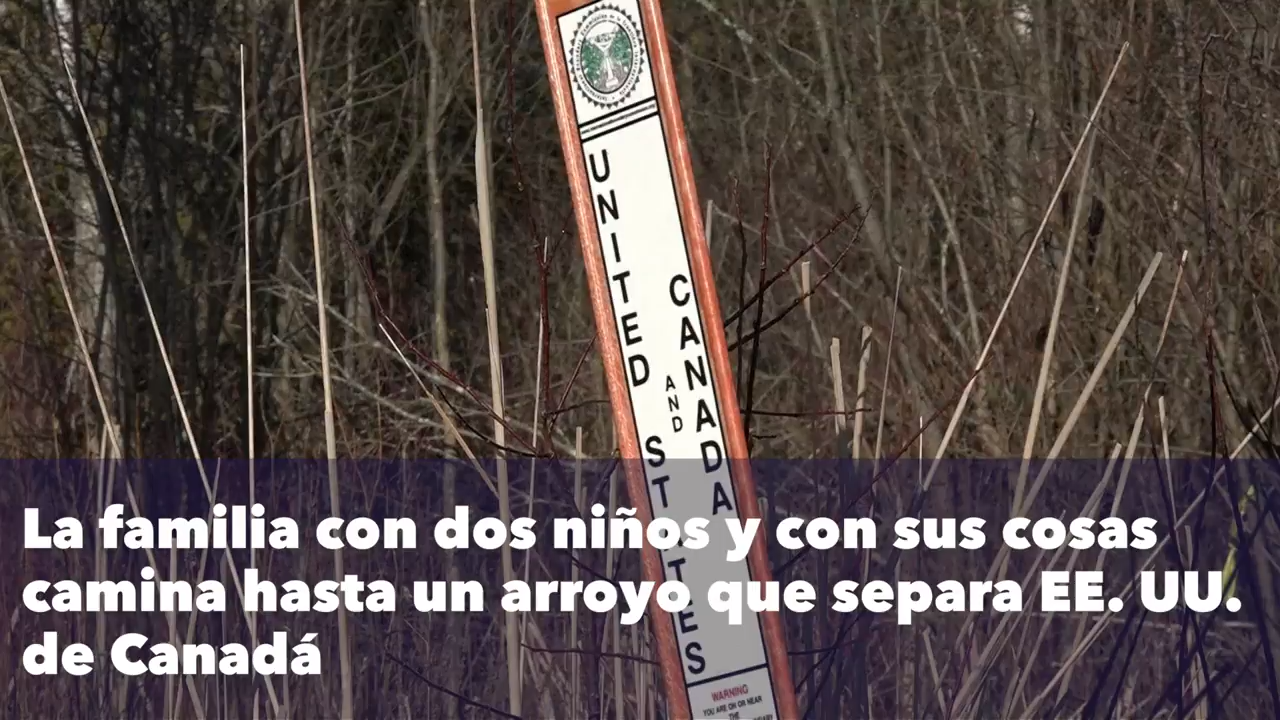 UNITED STATES
AND
CANADA
WARNING
YOU ARE ON OR NEAR
THE
La familia con dos niños y con sus cosas
camina hasta un arroyo que separa EE. UU.
de Canadá